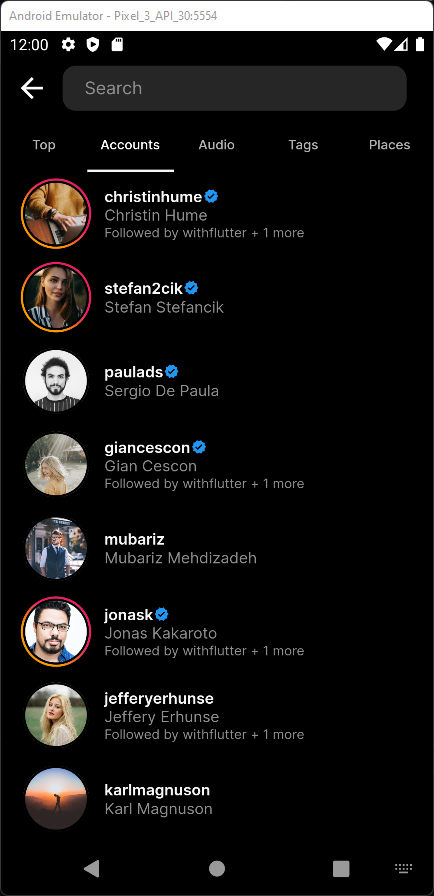 Android Emulator - Pixel_3_API_30:5554
12:00
Search
Top Accounts Audio Tags Places
christinhume
Christin Hume
Followed by withflutter + 1 more
stefan2cik
Stefan Stefancik
paulads
Sergio De Paula
giancescon
Gian Cescon
Followed by withflutter + 1 more
mubariz
Mubariz Mehdizadeh
jonask
Jonas Kakaroto
Followed by withflutter + 1 more
jefferyerhunse
Jeffery Erhunse
Followed by withflutter + 1 more
karlmagnuson
Karl Magnuson